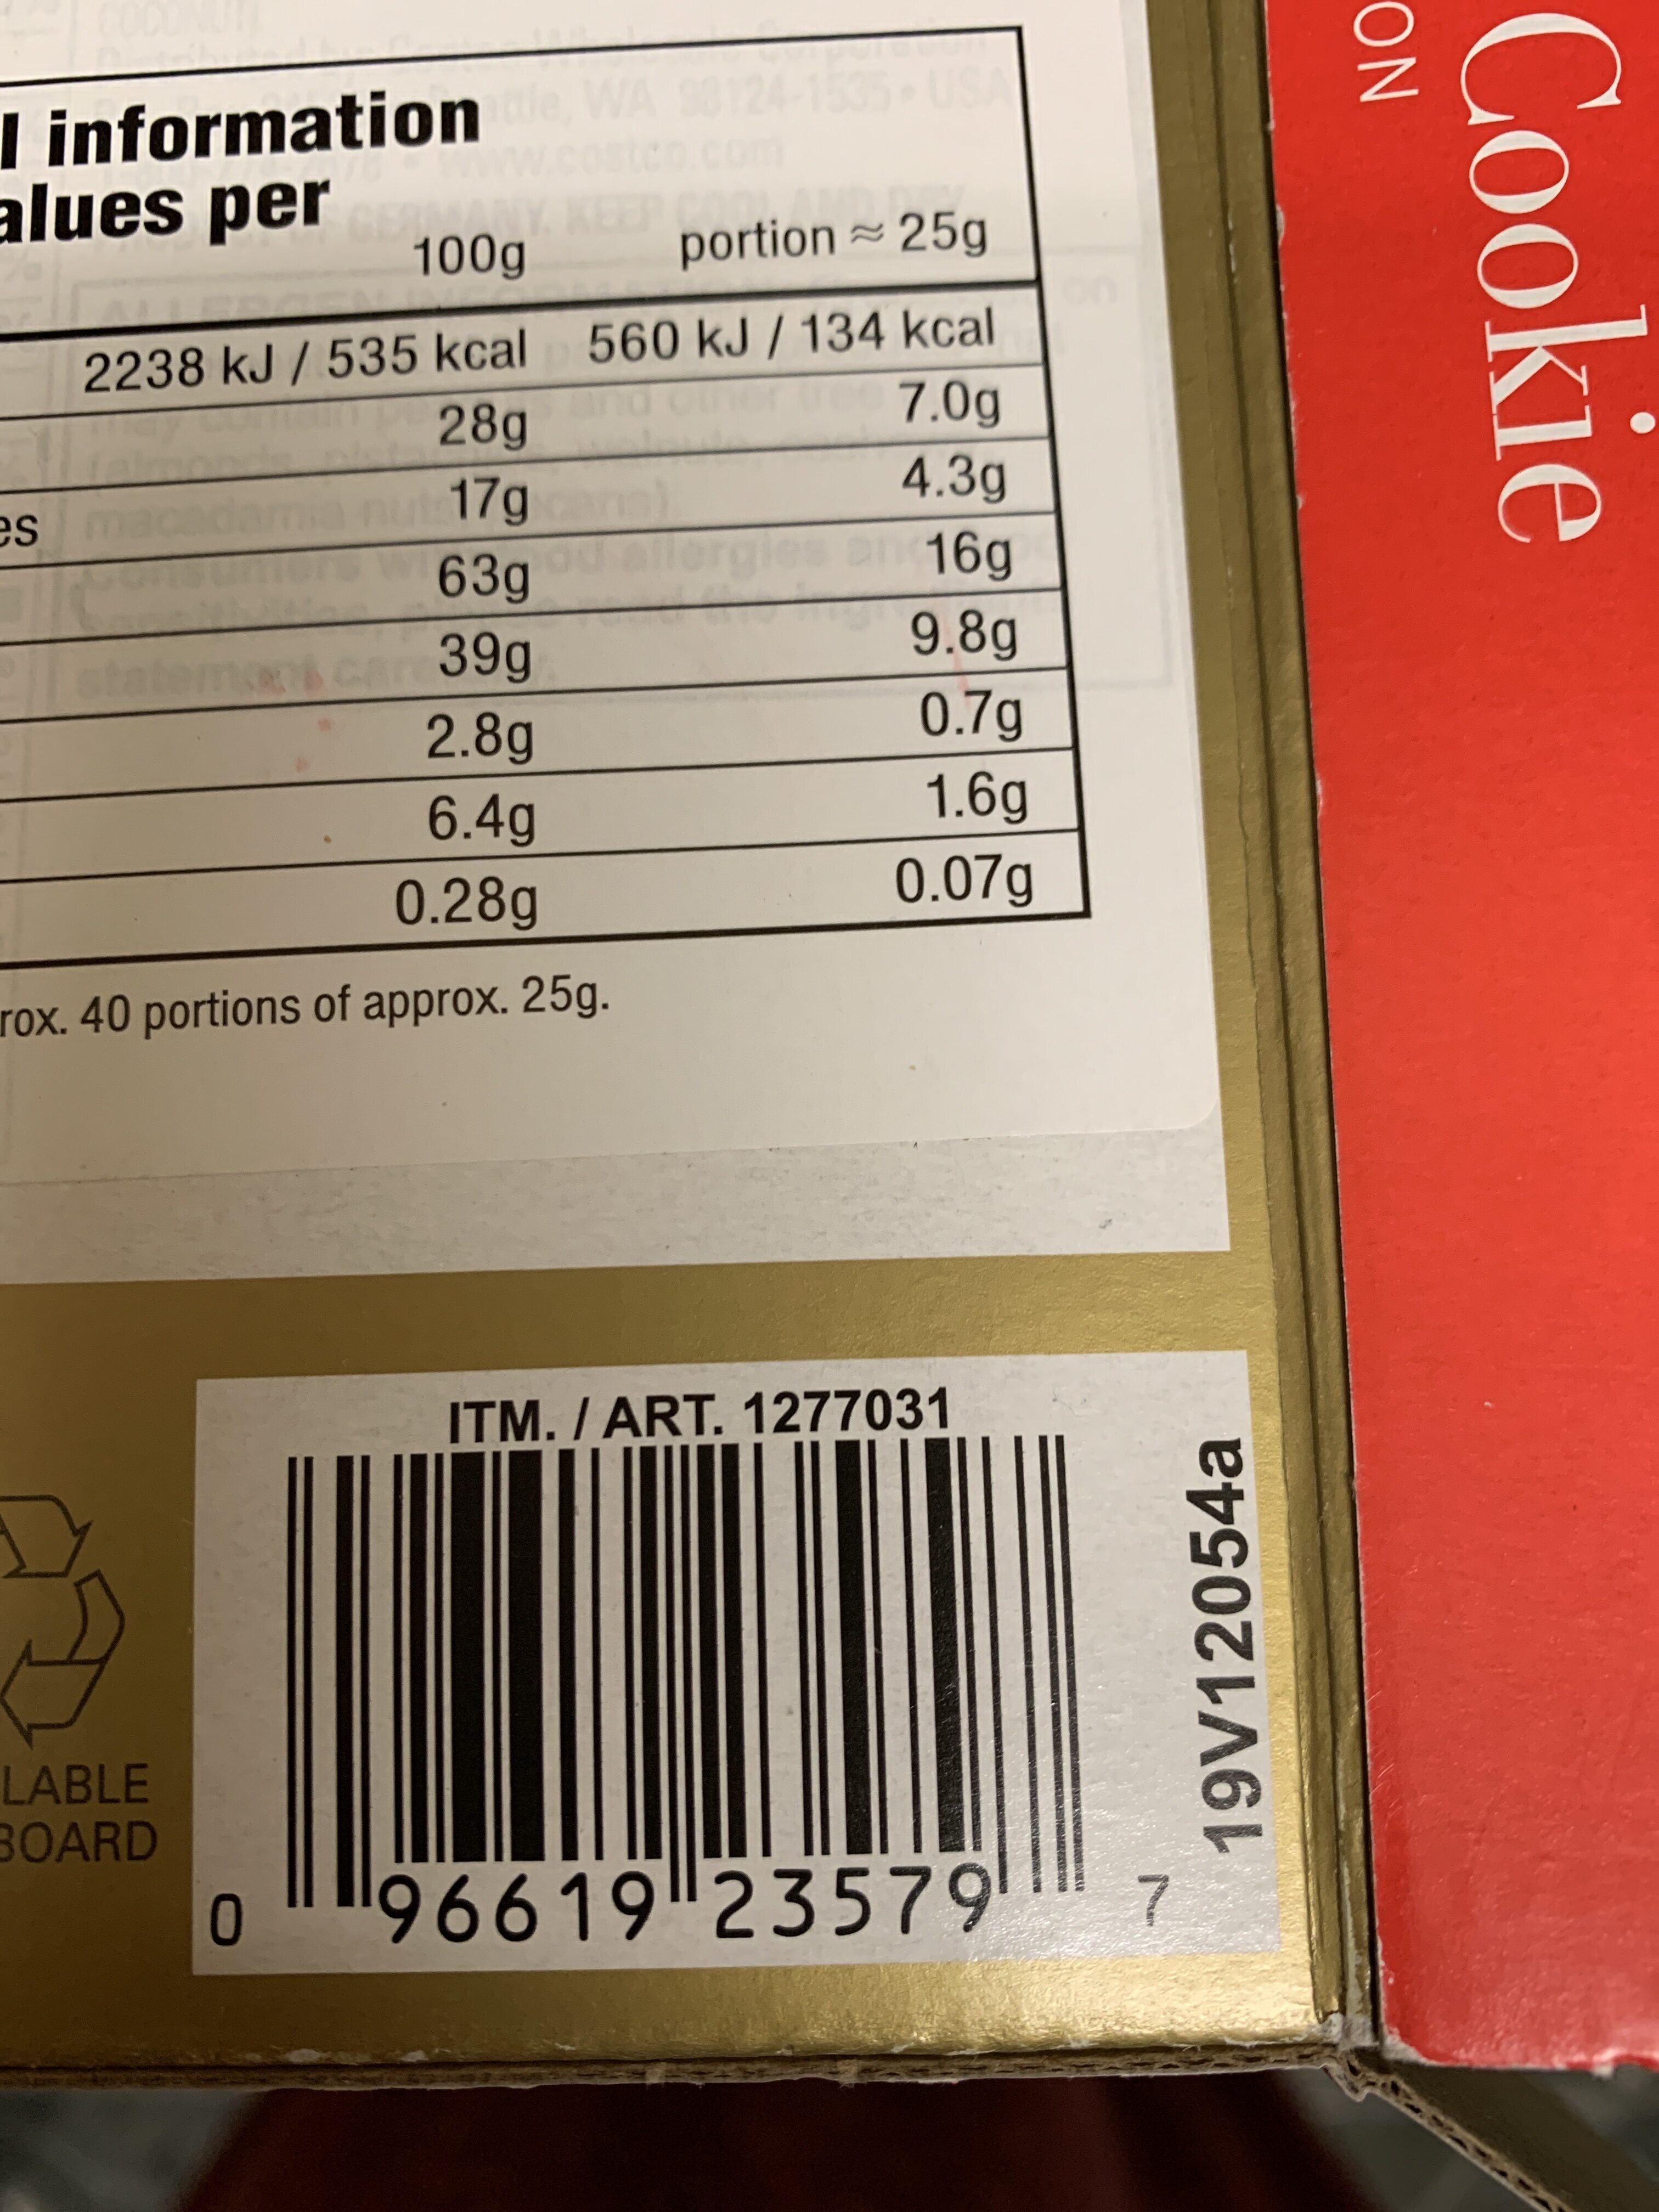 l information
alues per
100g portion ≈ 25g
2238 kJ / 535 kcal 560 kJ / 134 kcal
28g 7.0g
es 17g 4.3g
63g 16g
39g 9.8g
2.8g 0.7g
6.4g 1.6g
0.28g 0.07g
rox. 40 portions of approx. 25g.
ITM. / ART. 1277031
0 96619 23579 7
19V12054a
LABLE
BOARD
Cookie
ON